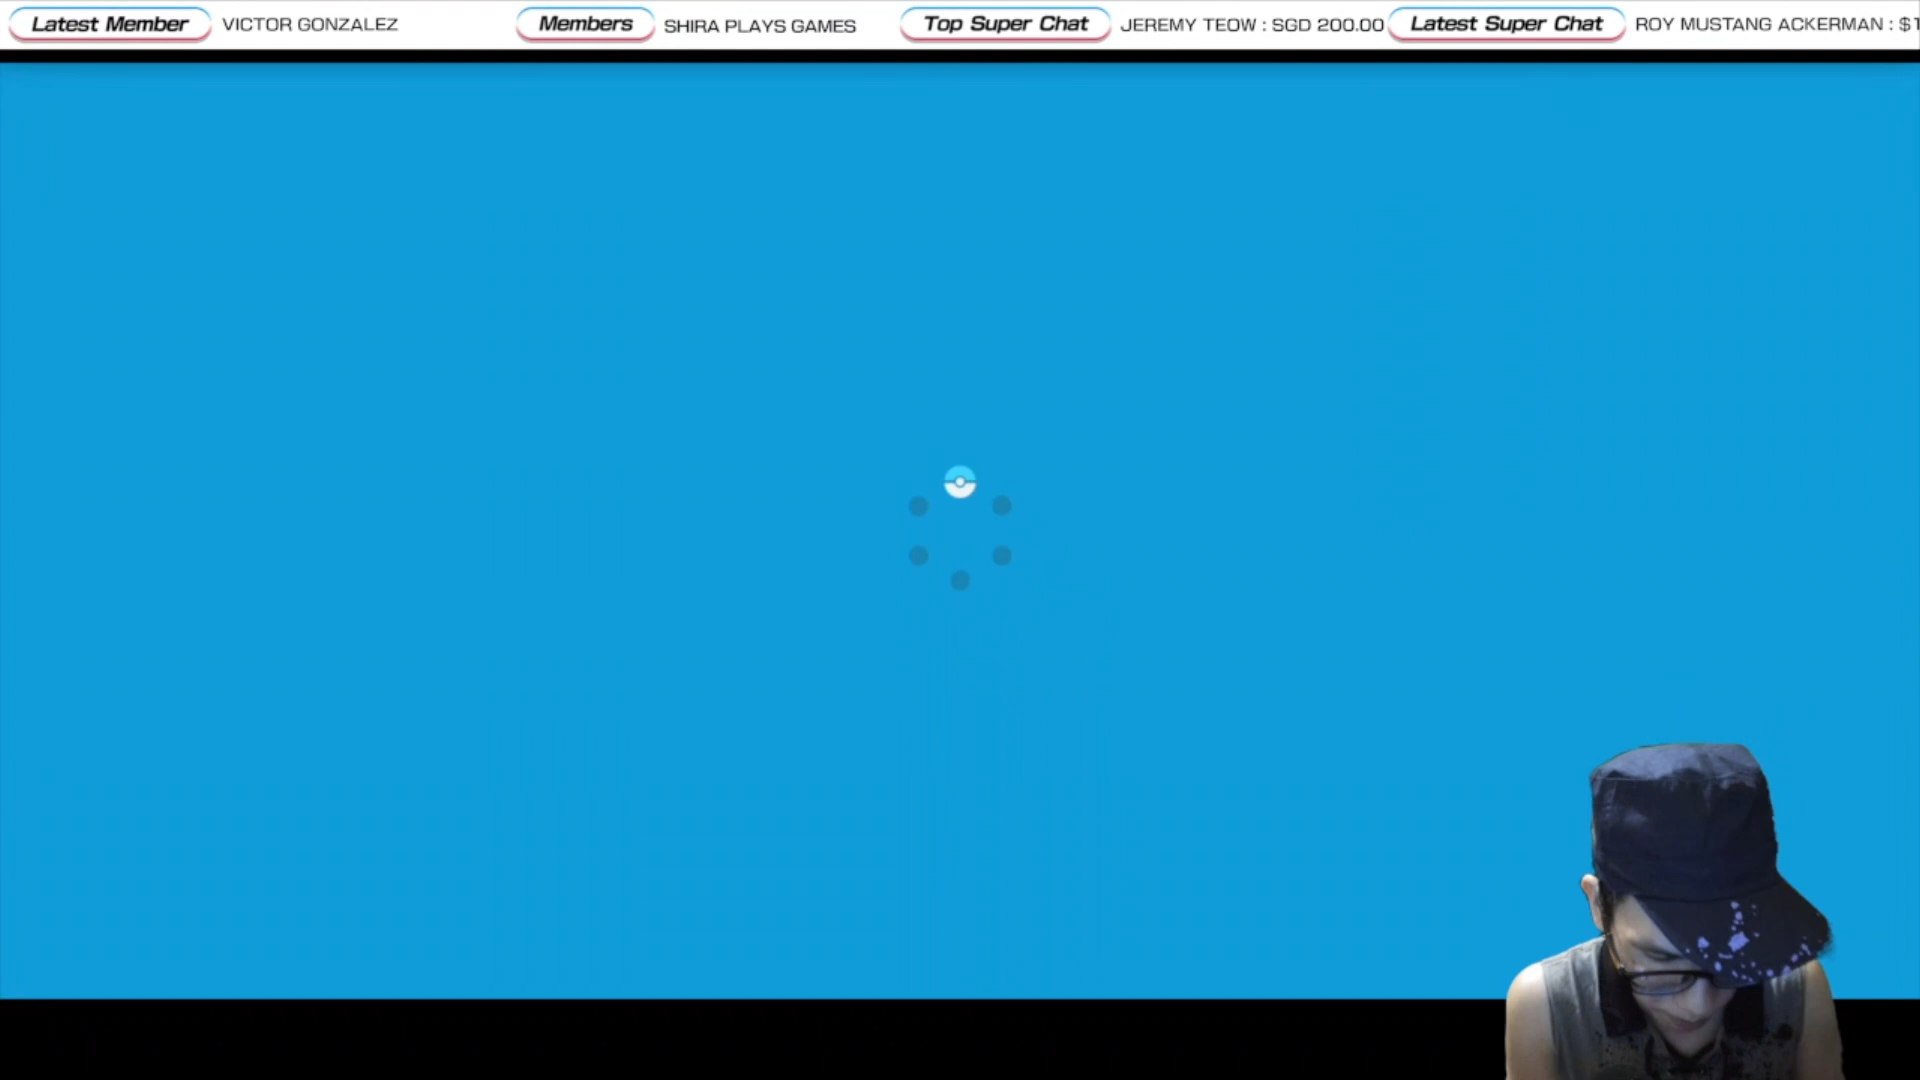 Latest Member VICTOR GONZALEZ Members SHIRA PLAYS GAMES Top Super Chat JEREMY TEOW : SGD 200.00 Latest Super Chat ROY MUSTANG ACKERMAN : $1